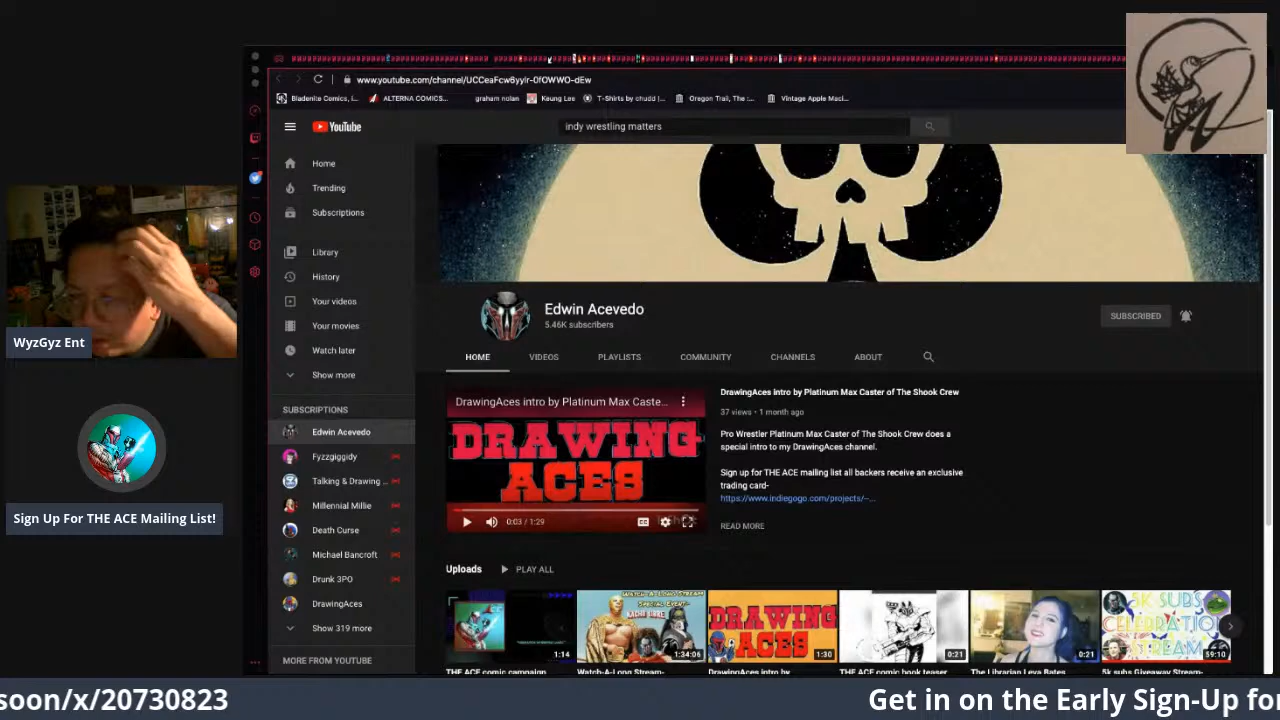 www.youtube.com/channel/UCCeaFcw6yyIr-0fOWWO-dEw
Bladenite Comics, i...
ALTERNA COMICS...
graham nolan
Kaung Lee
T-Shirts by chudd |...
Oregon Trail, The :...
Vintage Apple Maci...
YouTube
indy wrestling matters
Home
Trending
Subscriptions
Library
History
Your videos
Your movies
Watch later
Show more
SUBSCRIPTIONS
Edwin Acevedo
Fyzzgiggidy
Talking & Drawing ...
Millennial Millie
Death Curse
Michael Bancroft
Drunk 3PO
DrawingAces
Show 319 more
MORE FROM YOUTUBE
Edwin Acevedo
5.46K subscribers
SUBSCRIBED
HOME
VIDEOS
PLAYLISTS
COMMUNITY
CHANNELS
ABOUT
DrawingAces intro by Platinum Max Caste...
DRAWING
ACES
0:03 / 1:29
DrawingAces intro by Platinum Max Caster of The Shook Crew
37 views • 1 month ago
Pro Wrestler Platinum Max Caster of The Shook Crew does a
special intro to my DrawingAces channel.
Sign up for THE ACE mailing list all backers receive an exclusive
trading card-
https://www.indiegogo.com/projects/--...
READ MORE
Uploads
PLAY ALL
1:14
WATCH-A-LONG STREAM
SPECIAL EVENT-
1:34:06
DRAWING
ACES
1:30
0:21
0:21
5K SUBS
CELEBRATION
STREAM
59:10
THE ACE comic campaign
Watch-A-Long Stream-
DrawingAces intro by
THE ACE comic book teaser
The Librarian Leva Bates
5k subs Giveaway Stream-
WyzGyz Ent
Sign Up For THE ACE Mailing List!
soon/x/20730823
Get in on the Early Sign-Up for